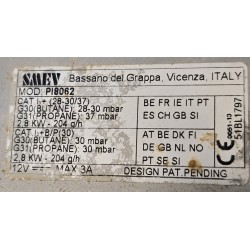 SMEV Bassano del Grappa, Vicenza, ITALY
MOD. PI8062
CAT I3+ (28-30/37)
G30(BUTANE) 28-30 mbar
G31(PROPANE) 37 mbar
2,8 KW - 204 g/h
BE FR IE IT PT
ES CH GB SI
CAT I3+B/P(30)
G30(BUTANE) 30 mbar
G31(PROPANE) 30 mbar
2,8 KW - 204 g/h
AT BE DK FI
DE GB NL NO
PT SE SI
12V MAX 3A
DESIGN PAT.PENDING
CE
51BL1797